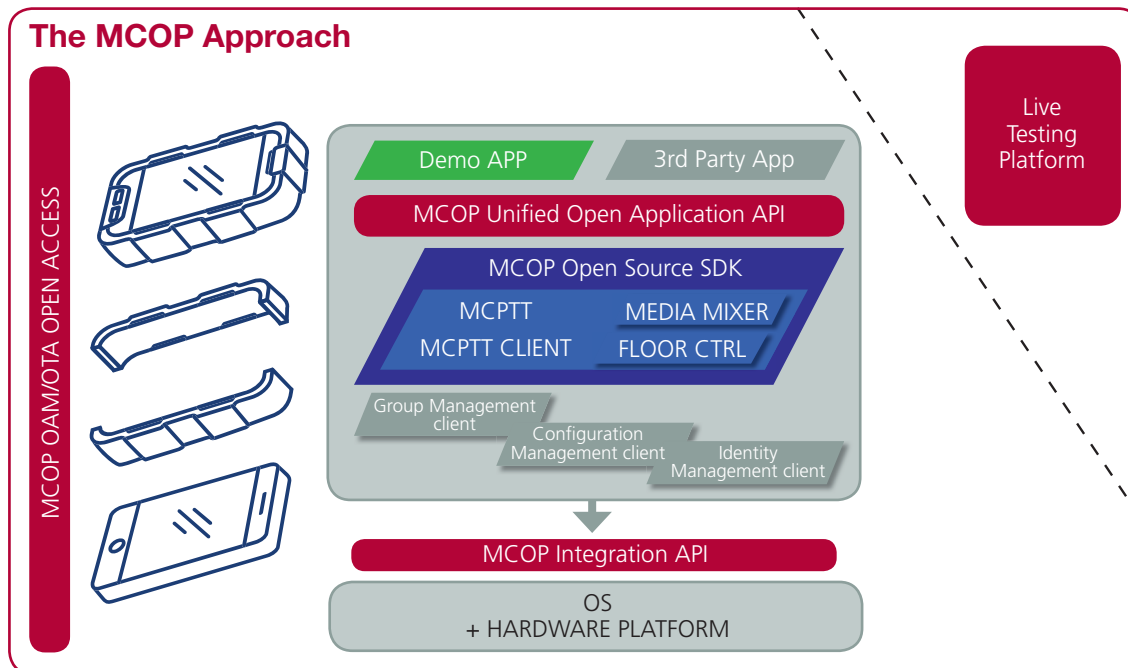 The MCOP Approach
MCOP OAM/OTA OPEN ACCESS
Demo APP
3rd Party App
MCOP Unified Open Application API
MCOP Open Source SDK
MCPTT
MEDIA MIXER
MCPTT CLIENT
FLOOR CTRL
Group Management
client
Configuration
Management client
Identity
Management client
MCOP Integration API
OS
+ HARDWARE PLATFORM
Live
Testing
Platform